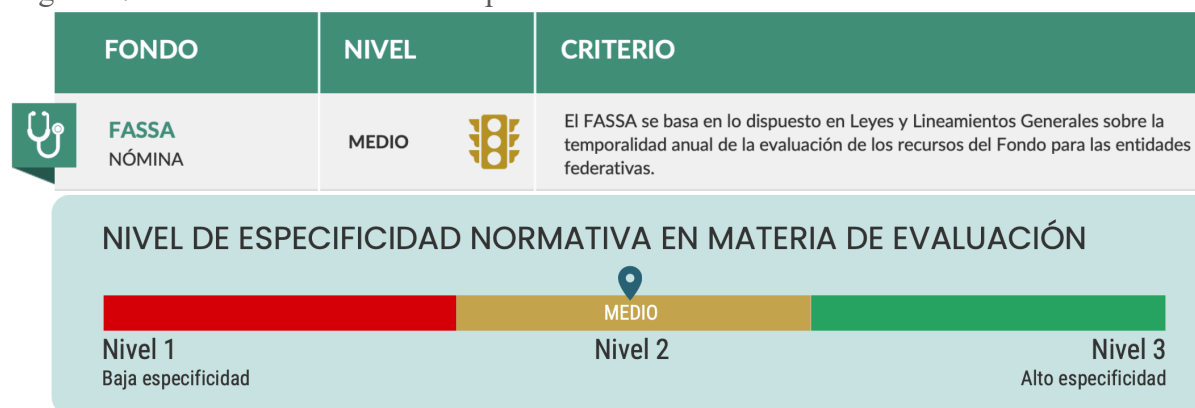 FONDO NIVEL CRITERIO
FASSA
NÓMINA
MEDIO
El FASSA se basa en lo dispuesto en Leyes y Lineamientos Generales sobre la
temporalidad anual de la evaluación de los recursos del Fondo para las entidades
federativas.
NIVEL DE ESPECIFICIDAD NORMATIVA EN MATERIA DE EVALUACIÓN
MEDIO
Nivel 1 Nivel 2 Nivel 3
Baja especificidad Alto especificidad